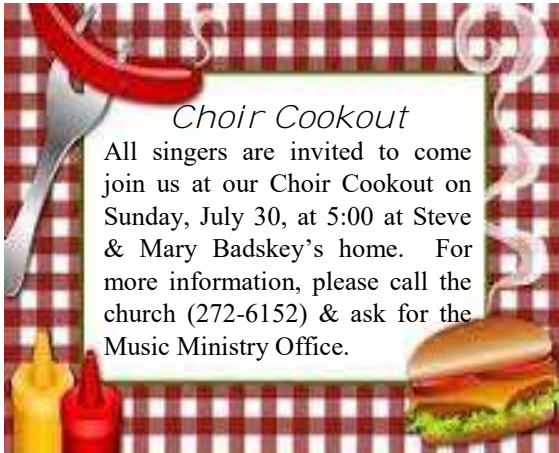 Choir Cookout
All singers are invited to come
join us at our Choir Cookout on
Sunday, July 30, at 5:00 at Steve
& Mary Badskey's home. For
more information, please call the
church (272-6152) & ask for the
Music Ministry Office.